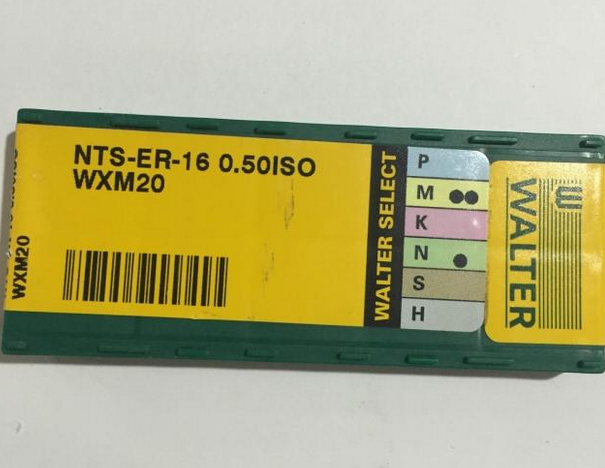 NTS-ER-16 0.50ISO
WXM20
WXM20
WALTER SELECT
P
M
K
N
S
H
WALTER